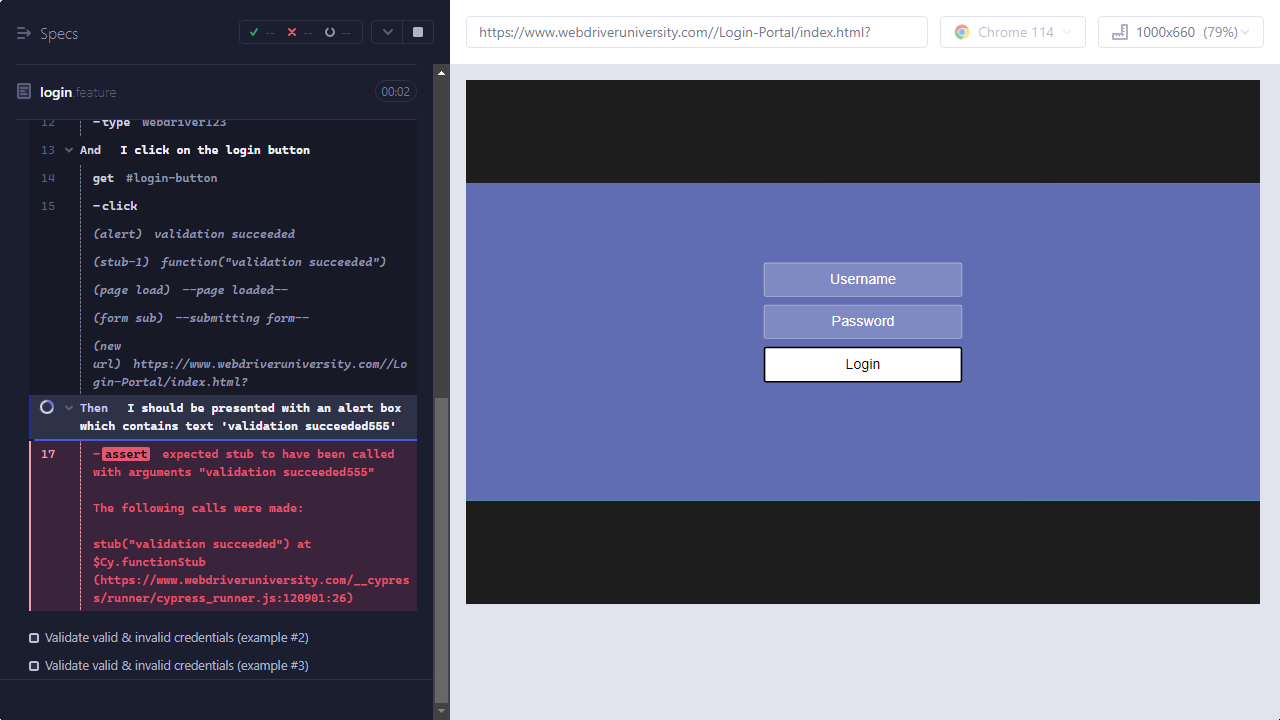 Specs
-- -- --
login.feature
00:02
12 -type webdriver123
13 And I click on the login button
14 get #login-button
15 -click
(alert) validation succeeded
(stub-1) function("validation succeeded")
(page load) --page loaded--
(form sub) --submitting form--
(new
url) https://www.webdriveruniversity.com//Lo
gin-Portal/index.html?
Then I should be presented with an alert box
which contains text 'validation succeeded555'
17 -assert expected stub to have been called
with arguments "validation succeeded555"
The following calls were made:
stub("validation succeeded") at
$Cy.functionStub
(https://www.webdriveruniversity.com/__cypres
s/runner/cypress_runner.js:120901:26)
Validate valid & invalid credentials (example #2)
Validate valid & invalid credentials (example #3)
https://www.webdriveruniversity.com//Login-Portal/index.html?
Chrome 114
1000x660 (79%)
Username
Password
Login